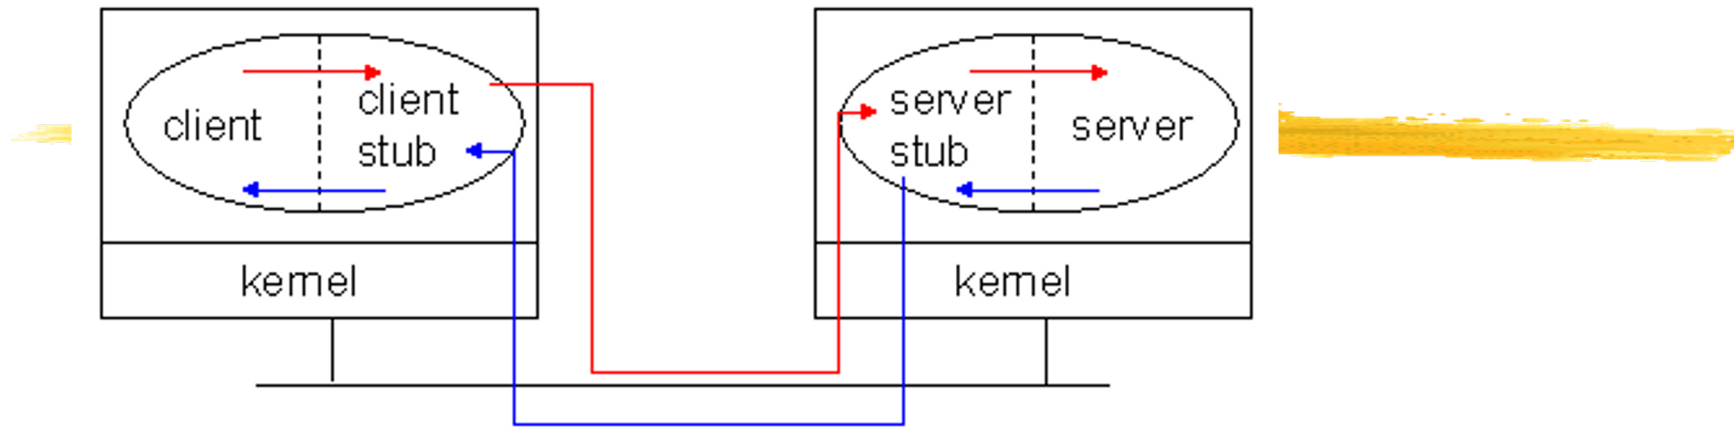 client
client
stub
kernel
server
stub
server
kernel